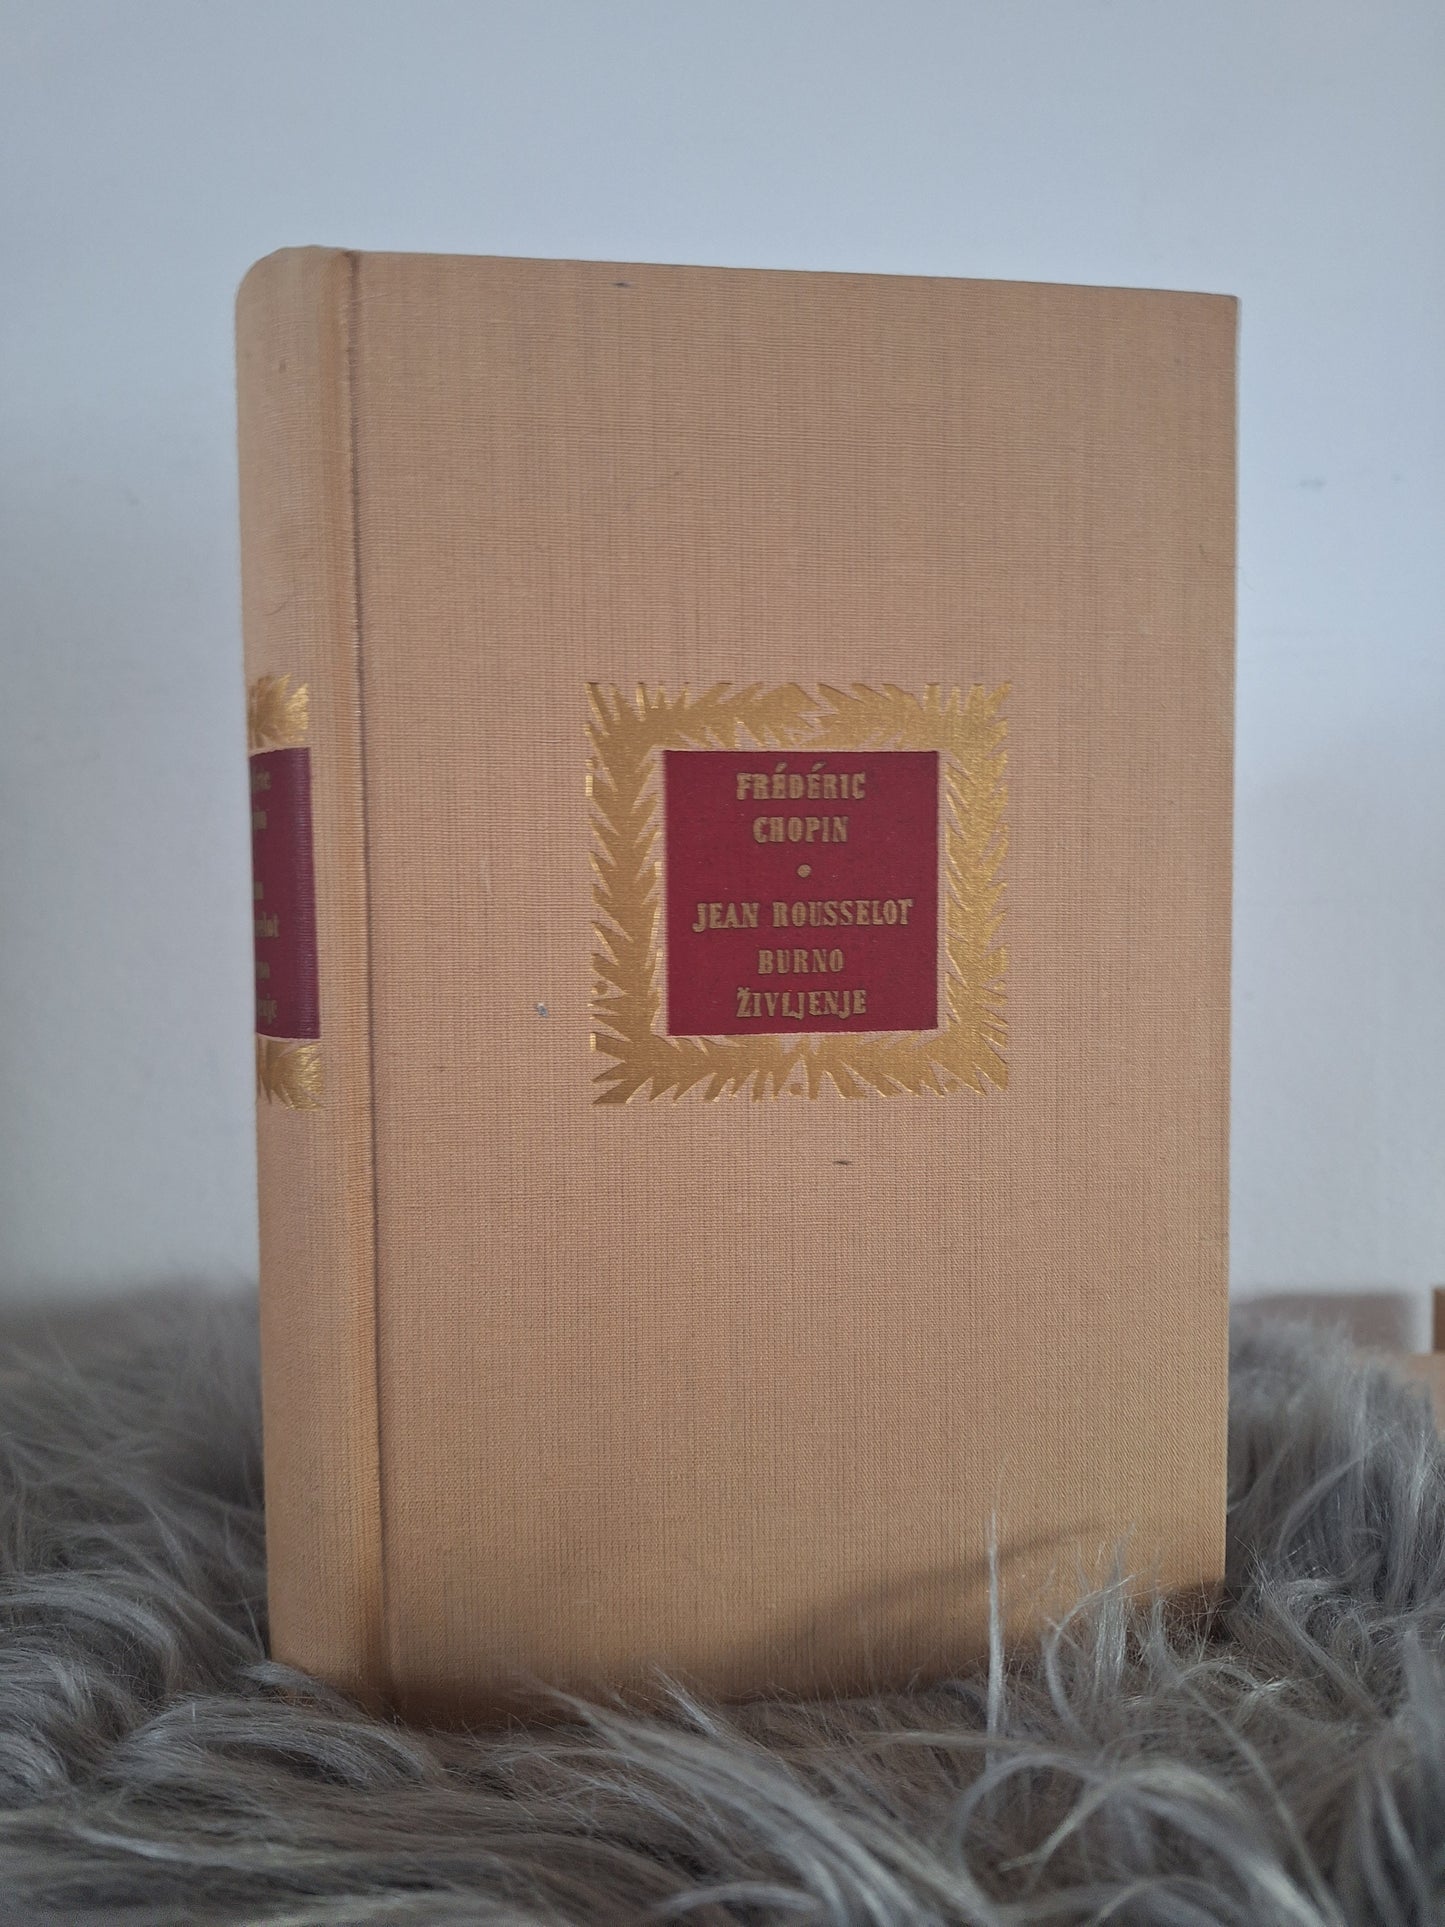 FRÉDÉRIC
CHOPIN
JEAN ROUSSELOT
BURNO
ŽIVLJENJE